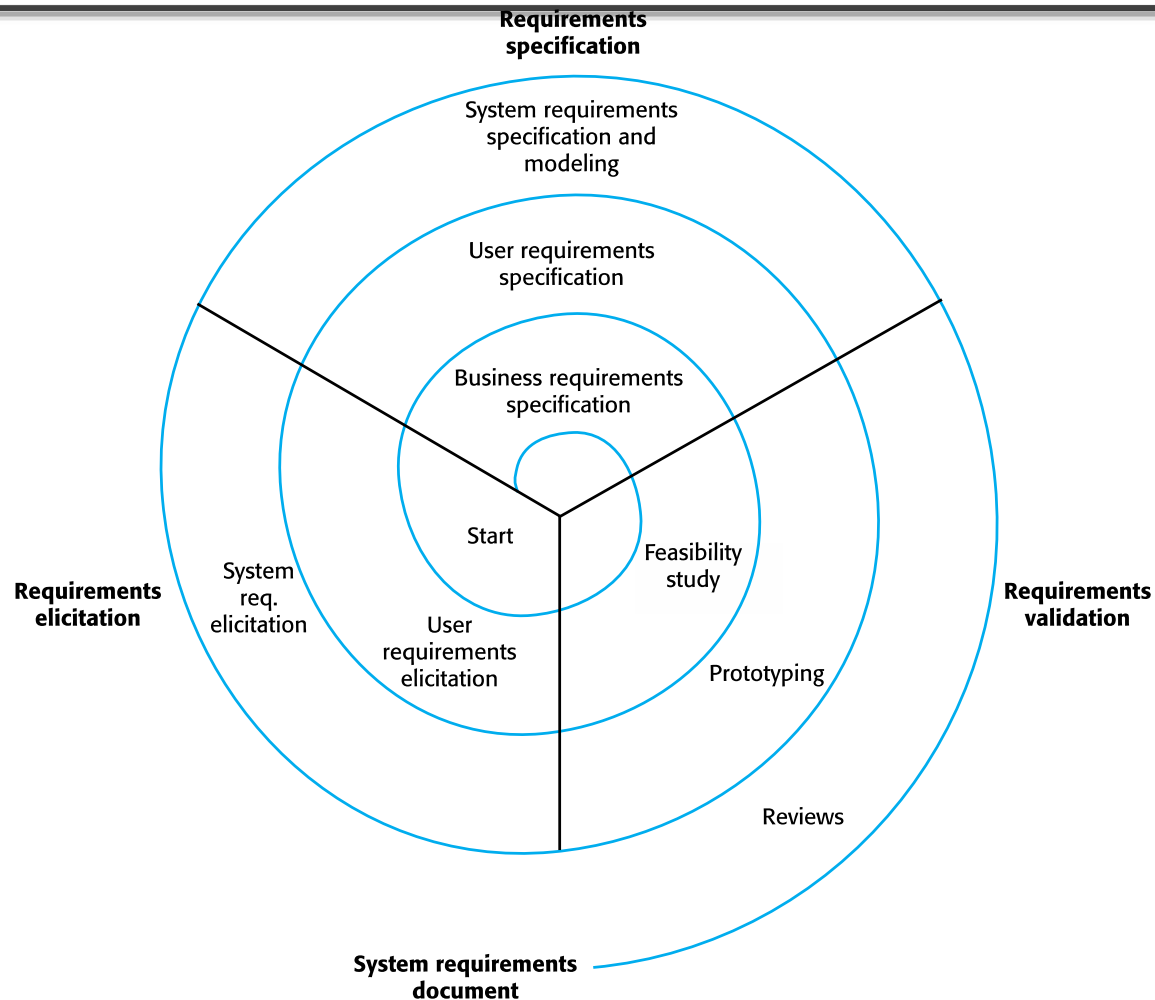 Requirements
specification
System requirements
specification and
modeling
User requirements
specification
Business requirements
specification
Start
Feasibility
study
System
req.
elicitation
Requirements
elicitation
Requirements
validation
User
requirements
elicitation
Prototyping
Reviews
System requirements
document